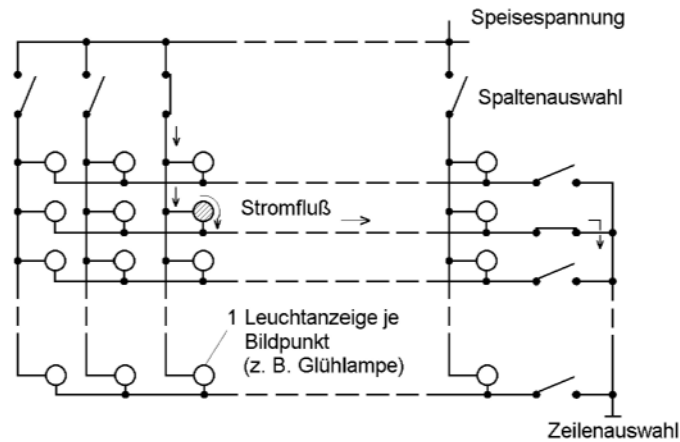 Speisespannung
Spaltenauswahl
Stromfluß
1 Leuchtanzeige je
Bildpunkt
(z. B. Glühlampe)
Zeilenauswahl